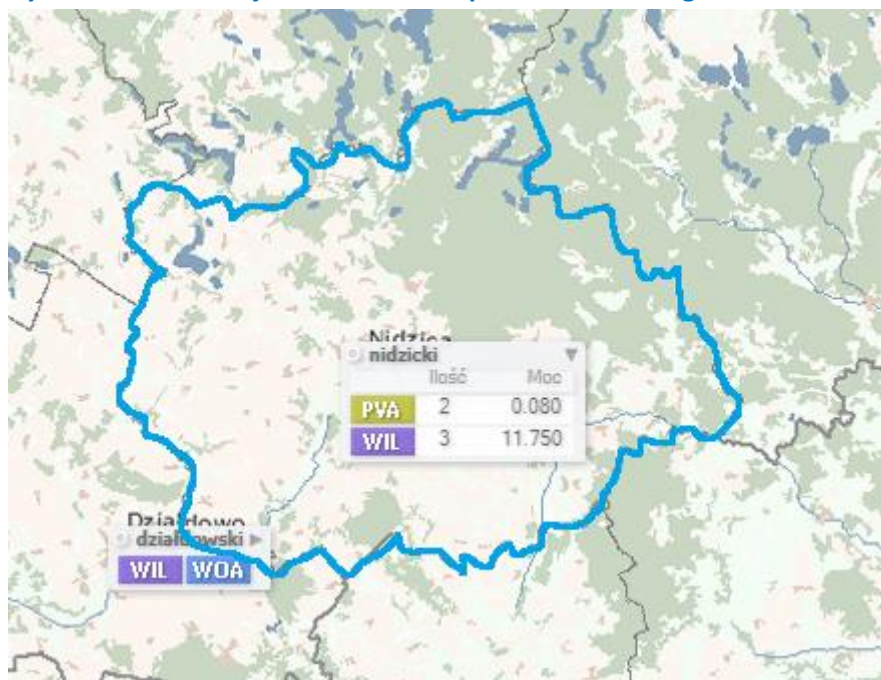 Nidzica
nidzicki
Ilość Moc
PVA 2 0.080
WIL 3 11.750
Działdowo
działdowski
WIL WOA